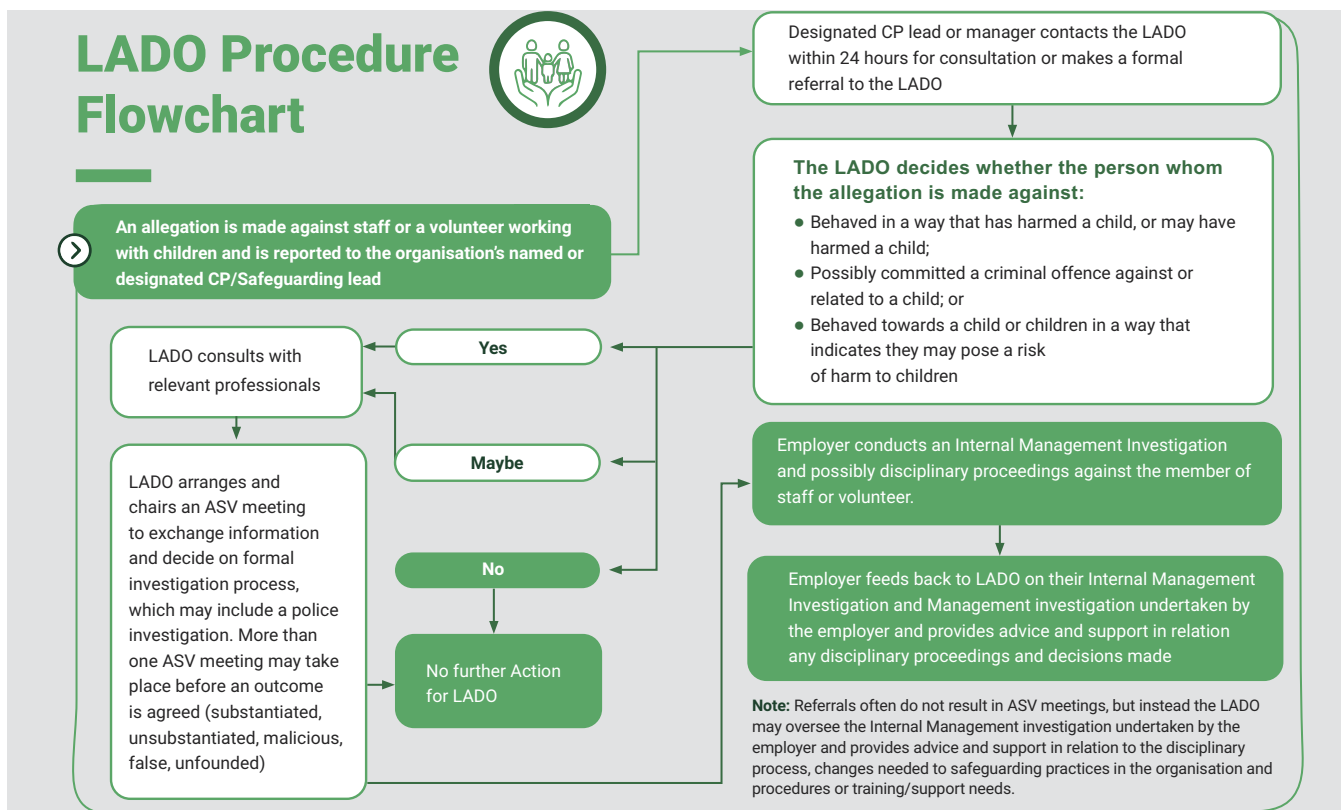 LADO Procedure
Flowchart
An allegation is made against staff or a volunteer working
with children and is reported to the organisation's named or
designated CP/Safeguarding lead
Designated CP lead or manager contacts the LADO
within 24 hours for consultation or makes a formal
referral to the LADO
The LADO decides whether the person whom
the allegation is made against:
● Behaved in a way that has harmed a child, or may have
harmed a child;
● Possibly committed a criminal offence against or
related to a child; or
● Behaved towards a child or children in a way that
indicates they may pose a risk
of harm to children
Yes
Maybe
No
LADO consults with
relevant professionals
LADO arranges and
chairs an ASV meeting
to exchange information
and decide on formal
investigation process,
which may include a police
investigation. More than
one ASV meeting may take
place before an outcome
is agreed (substantiated,
unsubstantiated, malicious,
false, unfounded)
No further Action
for LADO
Employer conducts an Internal Management Investigation
and possibly disciplinary proceedings against the member of
staff or volunteer.
Employer feeds back to LADO on their Internal Management
Investigation and Management investigation undertaken by
the employer and provides advice and support in relation
any disciplinary proceedings and decisions made
Note: Referrals often do not result in ASV meetings, but instead the LADO
may oversee the Internal Management investigation undertaken by the
employer and provides advice and support in relation to the disciplinary
process, changes needed to safeguarding practices in the organisation and
procedures or training/support needs.